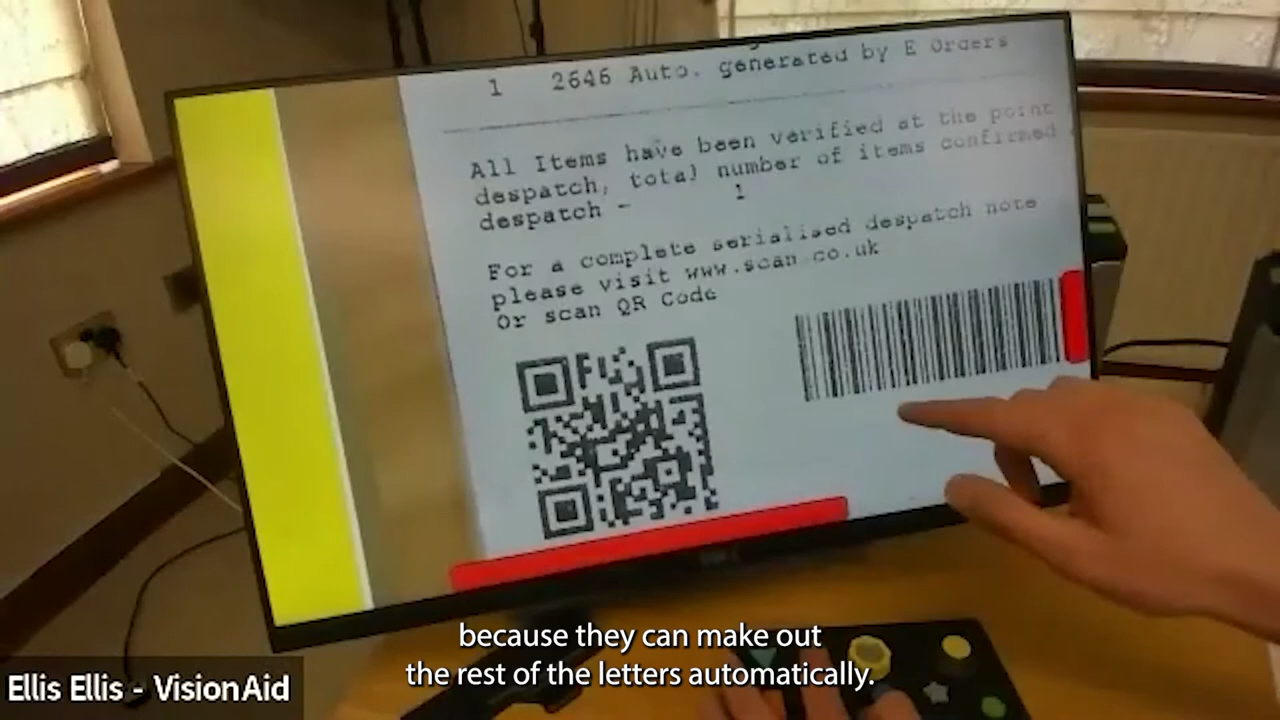 1 2646 Auto. generated by E Orders
All Items have been verified at the point
despatch, total number of items confirmed
despatch - 1
For a complete serialised despatch note
please visit www.scan.co.uk
Or scan QR Code
because they can make out
the rest of the letters automatically.
Ellis Ellis - VisionAid